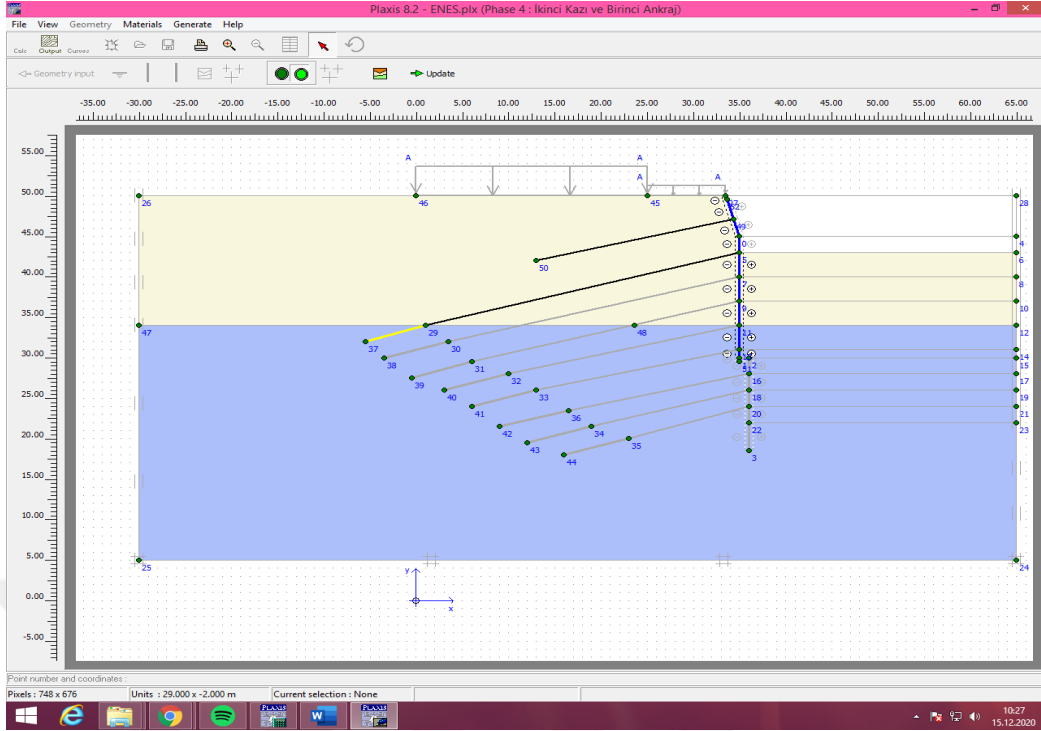 Plaxis 8.2 - ENES.plx (Phase 4 : İkinci Kazı ve Birinci Ankraj)
File View Geometry Materials Generate Help
Calc Output Curves
Geometry input
Update
-35.00 -30.00 -25.00 -20.00 -15.00 -10.00 -5.00 0.00 5.00 10.00 15.00 20.00 25.00 30.00 35.00 40.00 45.00 50.00 55.00 60.00 65.00
55.00
50.00
45.00
40.00
35.00
30.00
25.00
20.00
15.00
10.00
5.00
0.00
-5.00
A A
A A
26 46 45 28
4
0
50 5 6
7 8
9 10
47 29 48 11 12
37 30 14
38 31 15
39 32 16 17
40 33 18 19
41 36 20 21
42 34 22 23
43 35
44 3
25 24
y
x
Point number and coordinates :
Pixels : 748 x 676 Units : 29.000 x -2.000 m Current selection : None
10:27
15.12.2020